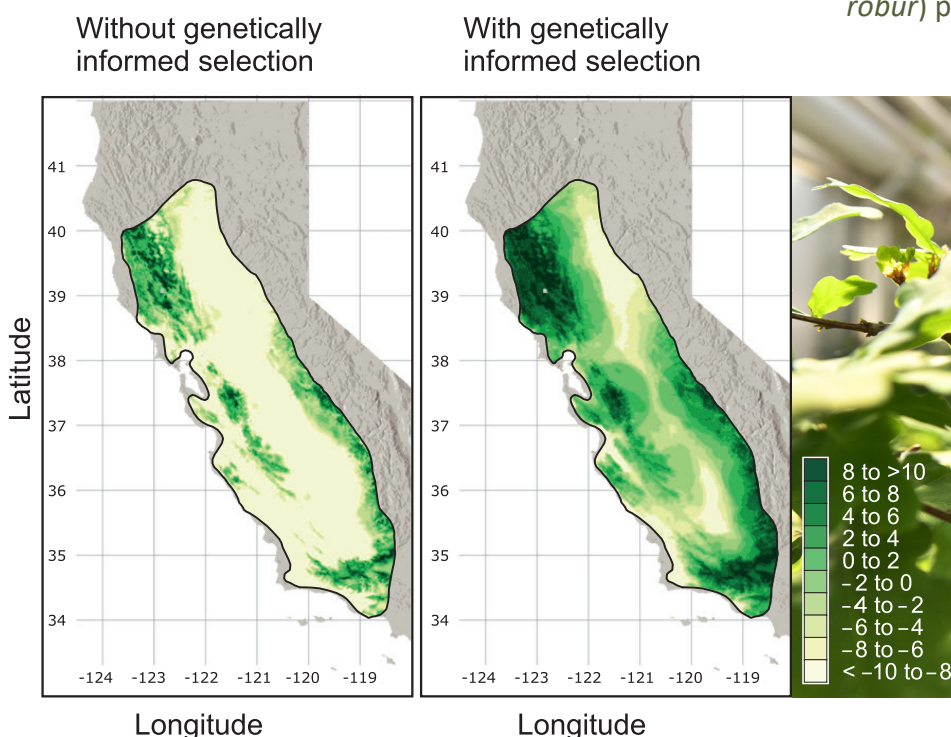 robur) p
Without genetically
informed selection
With genetically
informed selection
Latitude
41
40
39
38
37
36
35
34
-124 -123 -122 -121 -120 -119
Longitude
41
40
39
38
37
36
35
34
-124 -123 -122 -121 -120 -119
Longitude
8 to >10
6 to 8
4 to 6
2 to 4
0 to 2
−2 to 0
−4 to −2
−6 to −4
−8 to −6
< −10 to −8